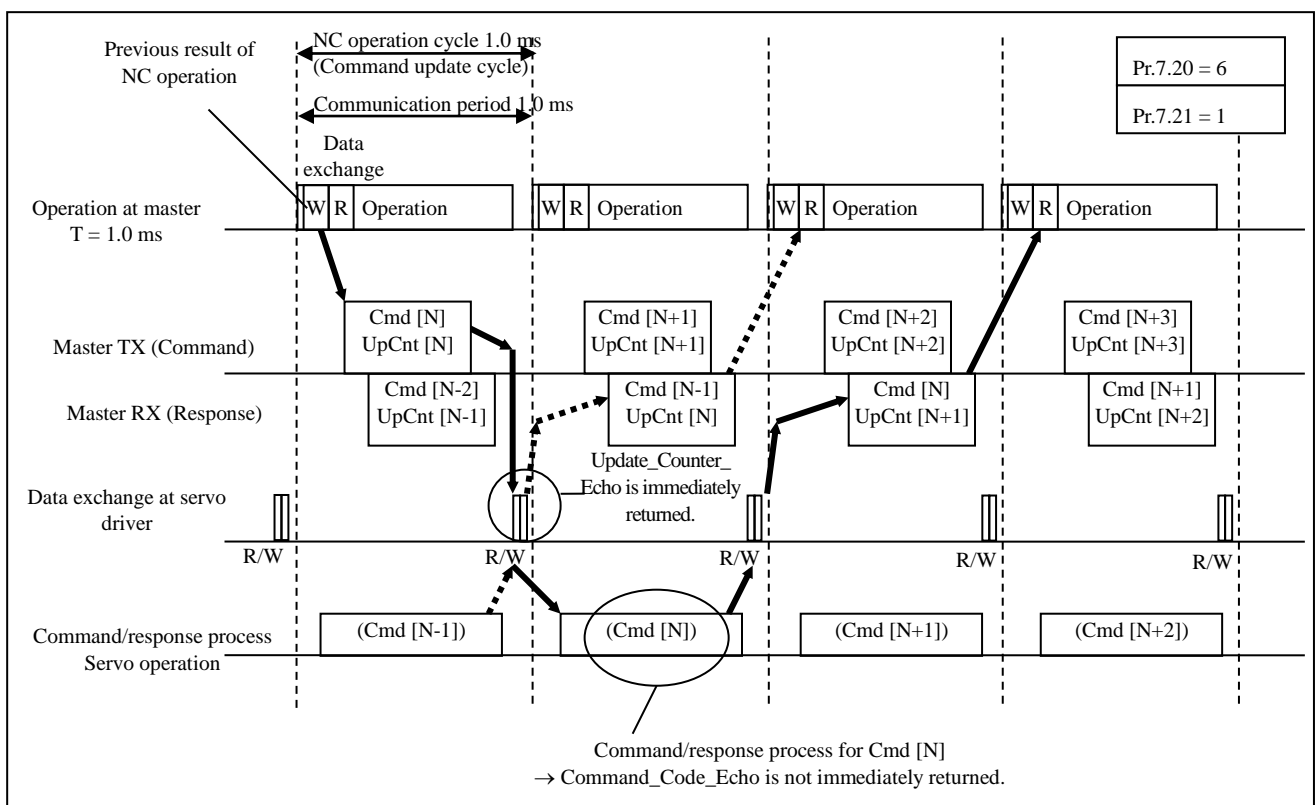 Previous result of
NC operation
NC operation cycle 1.0 ms
(Command update cycle)
Communication period 1.0 ms
Pr.7.20 = 6
Pr.7.21 = 1
Data
exchange
Operation at master
T = 1.0 ms
W R Operation
W R Operation
W R Operation
W R Operation
Master TX (Command)
Cmd [N]
UpCnt [N]
Cmd [N+1]
UpCnt [N+1]
Cmd [N+2]
UpCnt [N+2]
Cmd [N+3]
UpCnt [N+3]
Master RX (Response)
Cmd [N-2]
UpCnt [N-1]
Cmd [N-1]
UpCnt [N]
Cmd [N]
UpCnt [N+1]
Cmd [N+1]
UpCnt [N+2]
Update_Counter_
Echo is immediately
returned.
Data exchange at servo
driver
R/W
R/W
R/W
R/W
R/W
Command/response process
Servo operation
(Cmd [N-1])
(Cmd [N])
(Cmd [N+1])
(Cmd [N+2])
Command/response process for Cmd [N]
→ Command_Code_Echo is not immediately returned.